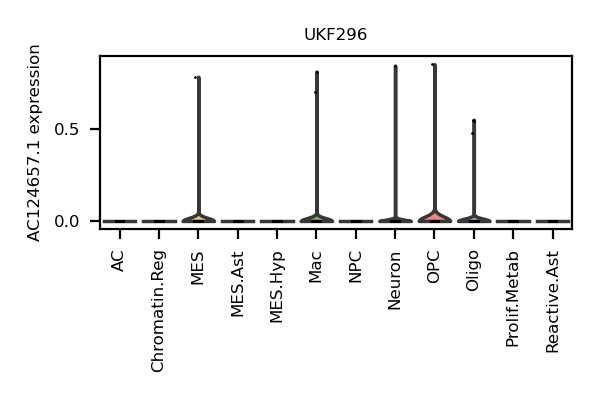 UKF296
AC124657.1 expression
0.5
0.0
AC
Chromatin.Reg
MES
MES.Ast
MES.Hyp
Mac
NPC
Neuron
OPC
Oligo
Prolif.Metab
Reactive.Ast